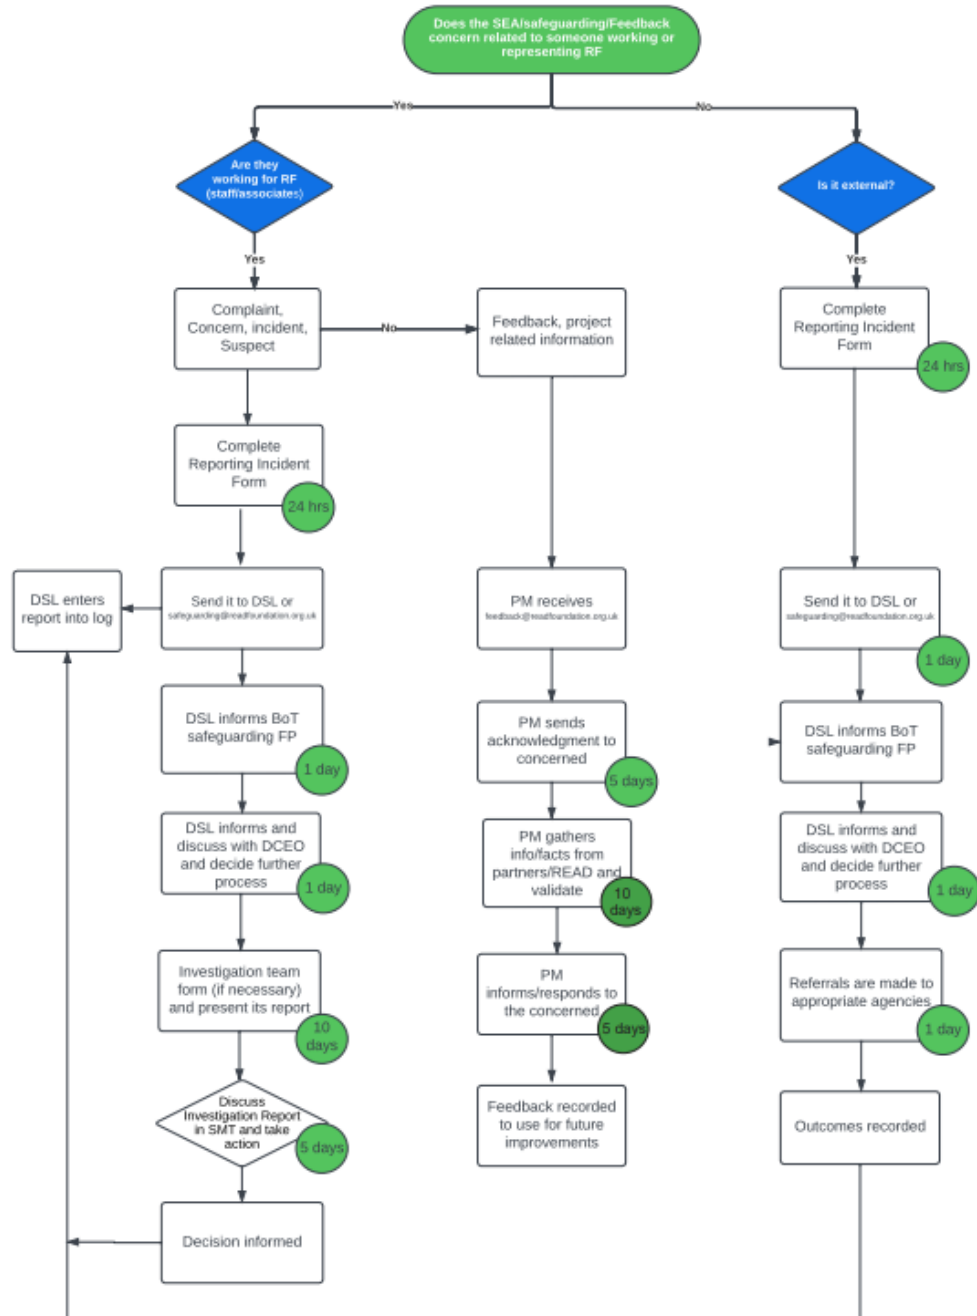 Does the SEA/safeguarding/Feedback
concern related to someone working or
representing RF
Yes
No
Are they
working for RF
(staff/associates)
Is it external?
Yes
Yes
Complaint,
Concern, incident,
Suspect
No
Feedback, project
related information
Complete
Reporting Incident
Form
24 hrs
Complete
Reporting Incident
Form
24 hrs
DSL enters
report into log
Send it to DSL or
safeguarding@readfoundation.org.uk
PM receives
feedback@readfoundation.org.uk
Send it to DSL or
safeguarding@readfoundation.org.uk
1 day
DSL informs BoT
safeguarding FP
1 day
PM sends
acknowledgment to
concerned
5 days
DSL informs BoT
safeguarding FP
DSL informs and
discuss with DCEO
and decide further
process
1 day
PM gathers
info/facts from
partners/READ and
validate
10
days
DSL informs and
discuss with DCEO
and decide further
process
1 day
Investigation team
form (if necessary)
and present its report
10
days
PM
informs/responds to
the concerned
5 days
Referrals are made to
appropriate agencies
1 day
Discuss
Investigation Report
in SMT and take
action
5 days
Feedback recorded
to use for future
improvements
Outcomes recorded
Decision informed